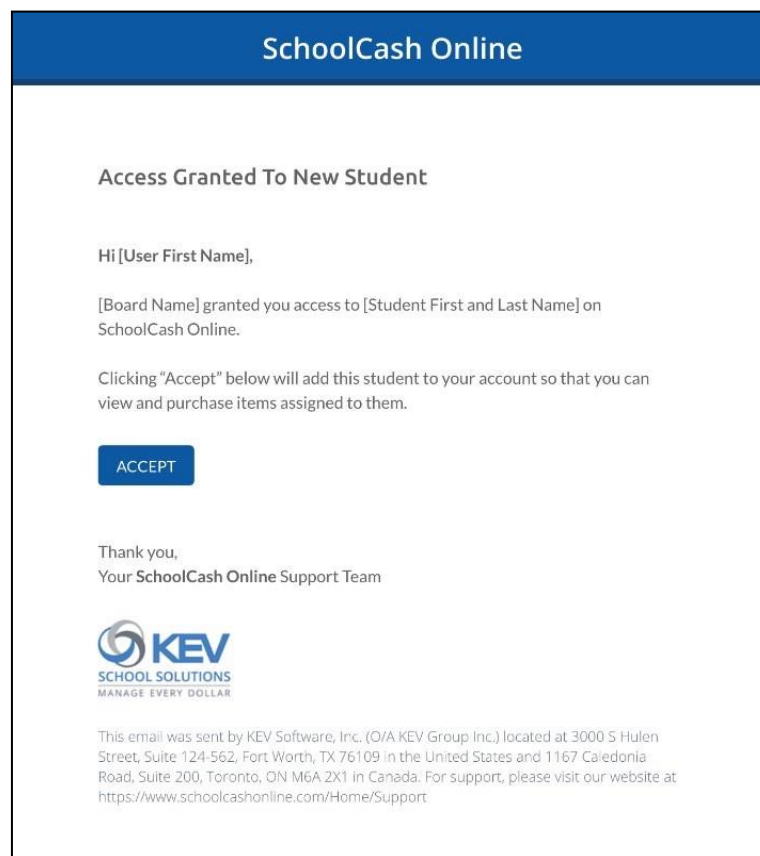 SchoolCash Online
Access Granted To New Student
Hi [User First Name],
[Board Name] granted you access to [Student First and Last Name] on
SchoolCash Online.
Clicking “Accept” below will add this student to your account so that you can
view and purchase items assigned to them.
ACCEPT
Thank you,
Your SchoolCash Online Support Team
KEV
SCHOOL SOLUTIONS
MANAGE EVERY DOLLAR
This email was sent by KEV Software, Inc. (O/A KEV Group Inc.) located at 3000 S Hulen
Street, Suite 124-562, Fort Worth, TX 76109 in the United States and 1167 Caledonia
Road, Suite 200, Toronto, ON M6A 2X1 in Canada. For support, please visit our website at
https://www.schoolcashonline.com/Home/Support